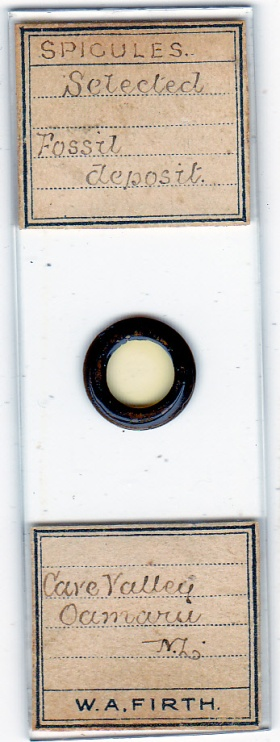 SPICULES.
Selected
Fossil
deposit.
Cave Valley
Oamaru
N.Z.
W.A. FIRTH.